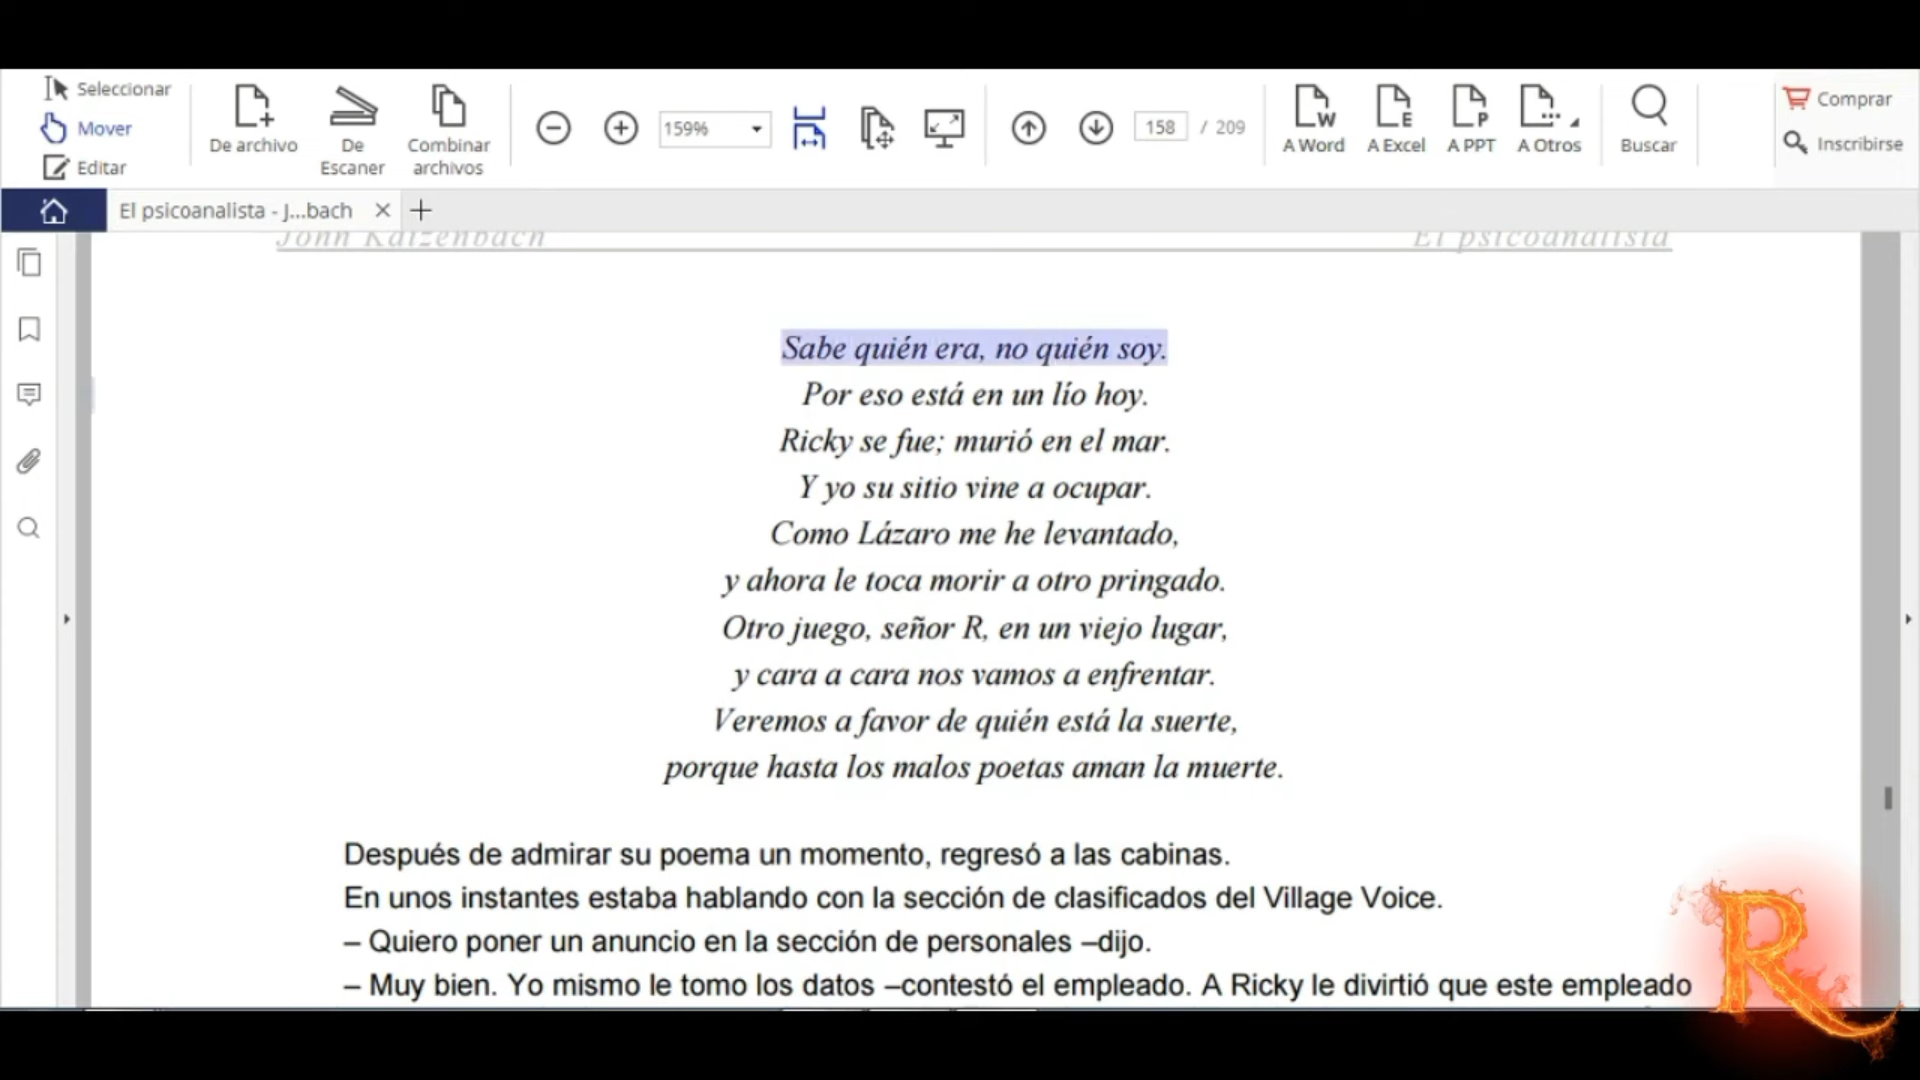 Seleccionar
Mover
Editar
De archivo
De Escaner
Combinar archivos
159%
158 / 209
A Word
A Excel
A PPT
A Otros
Buscar
Comprar
Inscribirse
El psicoanalista - J...bach
John Katzenbach
El psicoanalista
Sabe quién era, no quién soy.
Por eso está en un lío hoy.
Ricky se fue; murió en el mar.
Y yo su sitio vine a ocupar.
Como Lázaro me he levantado,
y ahora le toca morir a otro pringado.
Otro juego, señor R, en un viejo lugar,
y cara a cara nos vamos a enfrentar.
Veremos a favor de quién está la suerte,
porque hasta los malos poetas aman la muerte.
Después de admirar su poema un momento, regresó a las cabinas.
En unos instantes estaba hablando con la sección de clasificados del Village Voice.
– Quiero poner un anuncio en la sección de personales –dijo.
– Muy bien. Yo mismo le tomo los datos –contestó el empleado. A Ricky le divirtió que este empleado
R